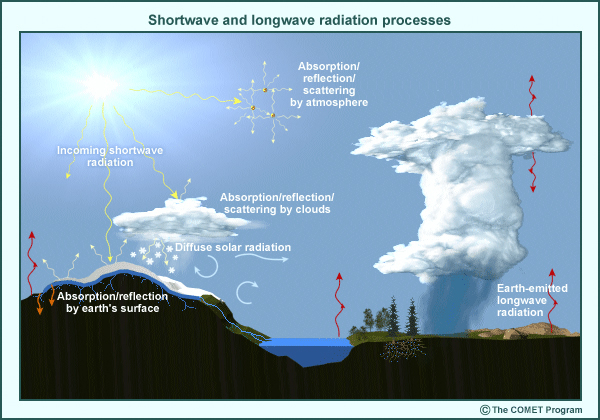 Shortwave and longwave radiation processes
Absorption/
reflection/
scattering
by atmosphere
Incoming shortwave
radiation
Absorption/reflection/
scattering by clouds
Diffuse solar radiation
Absorption/reflection
by earth's surface
Earth-emitted
longwave
radiation
© The COMET Program